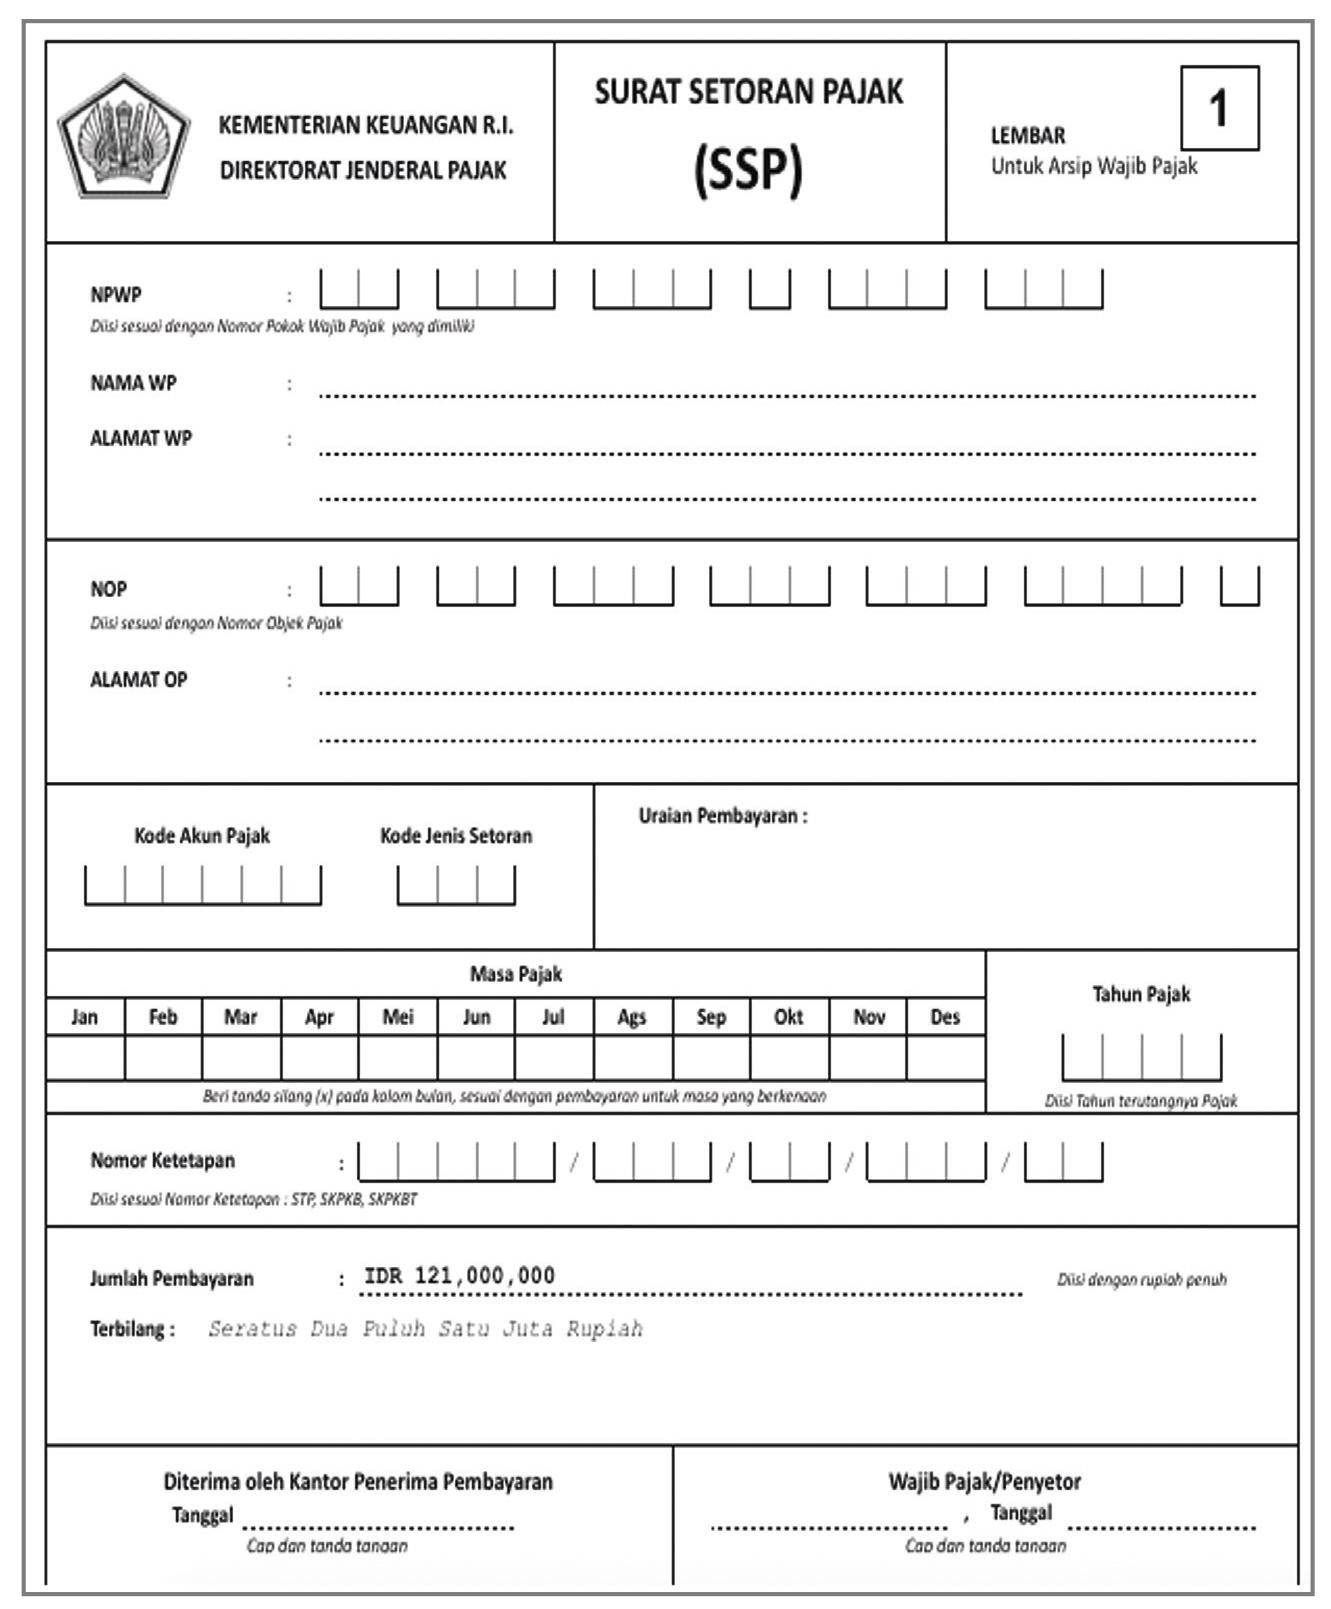 KEMENTERIAN KEUANGAN R.I.
DIREKTORAT JENDERAL PAJAK
SURAT SETORAN PAJAK
(SSP)
LEMBAR
1
Untuk Arsip Wajib Pajak
NPWP :
Diisi sesuai dengan Nomor Pokok Wajib Pajak yang dimiliki
NAMA WP :
ALAMAT WP :
NOP :
Diisi sesuai dengan Nomor Objek Pajak
ALAMAT OP :
Kode Akun Pajak
Kode Jenis Setoran
Uraian Pembayaran :
Masa Pajak
Jan Feb Mar Apr Mei Jun Jul Ags Sep Okt Nov Des
Beri tanda silang (x) pada kolom bulan, sesuai dengan pembayaran untuk masa yang berkenaan
Tahun Pajak
Diisi Tahun terutangnya Pajak
Nomor Ketetapan : / / / /
Diisi sesuai Nomor Ketetapan : STP, SKPKB, SKPKBT
Jumlah Pembayaran : IDR 121,000,000 Diisi dengan rupiah penuh
Terbilang : Seratus Dua Puluh Satu Juta Rupiah
Diterima oleh Kantor Penerima Pembayaran
Tanggal
Cap dan tanda tangan
Wajib Pajak/Penyetor
, Tanggal
Cap dan tanda tangan